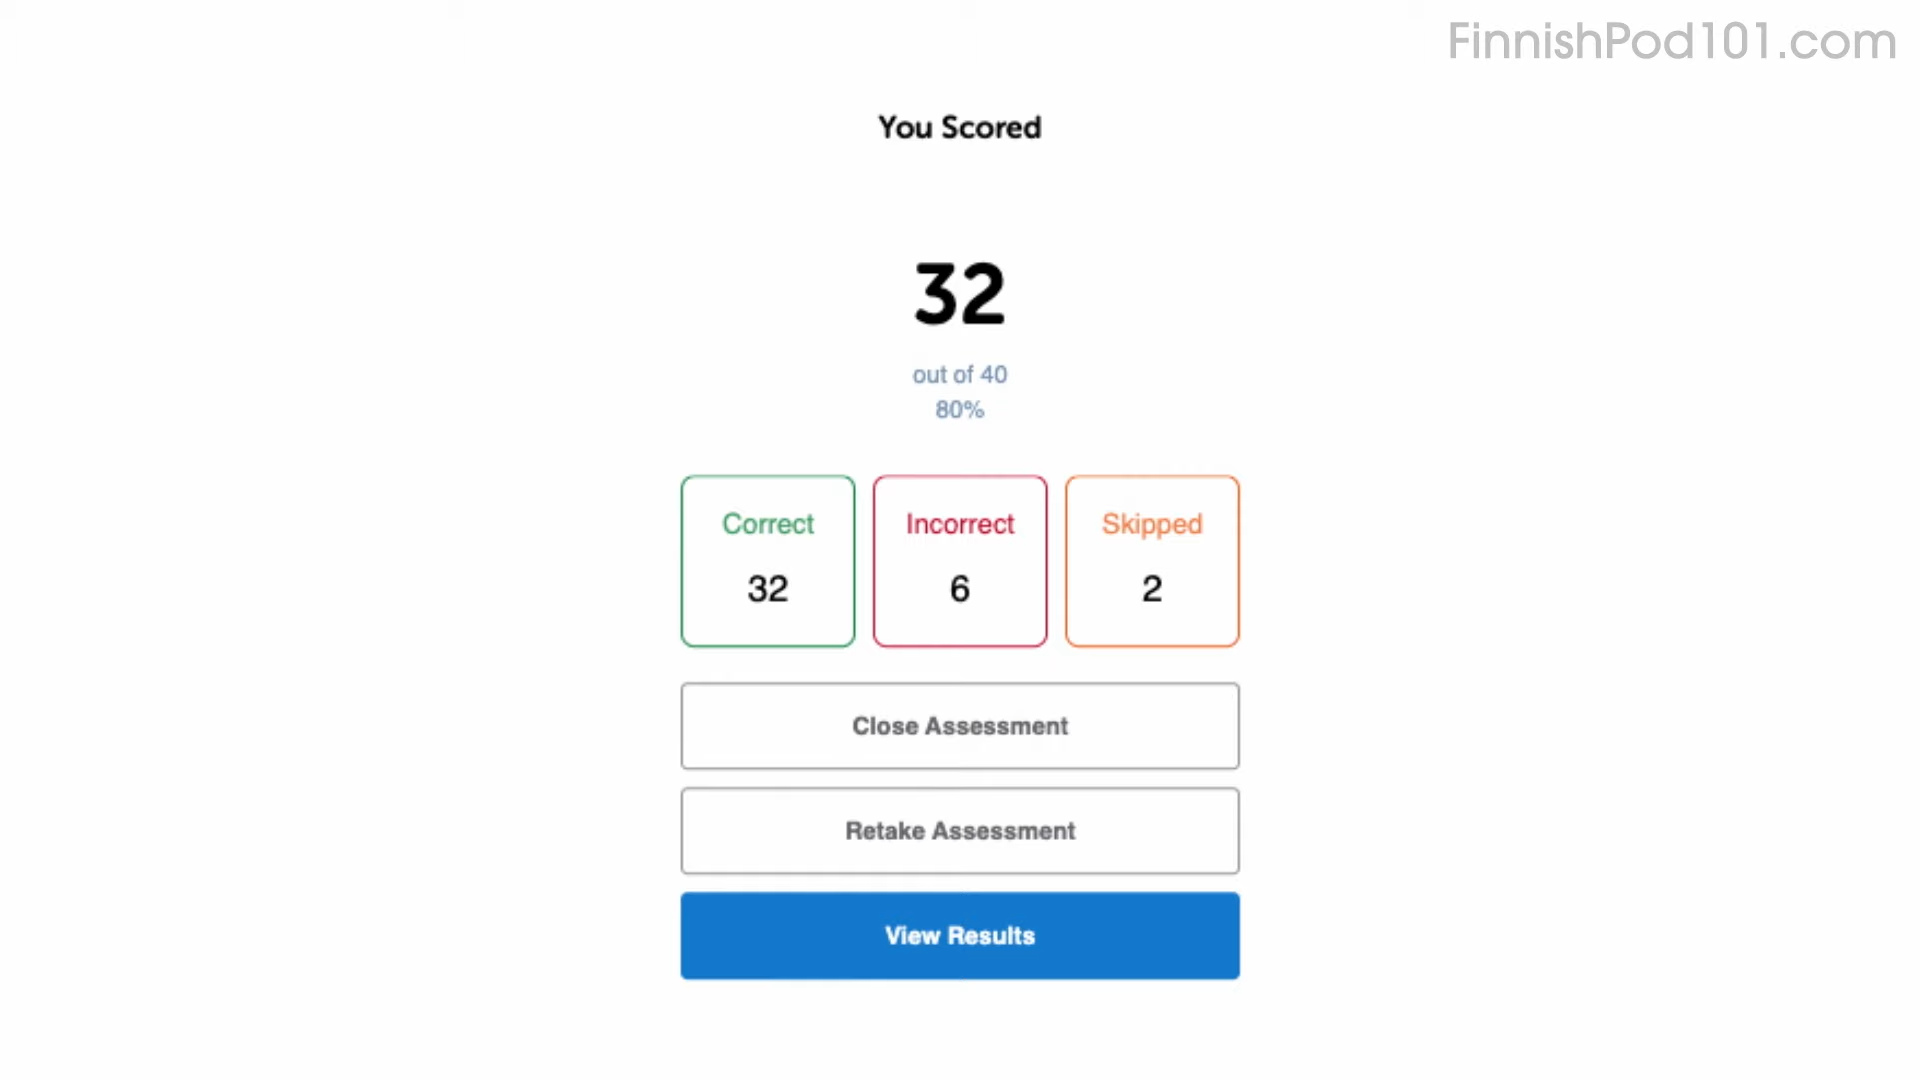 FinnishPod101.com
You Scored
32
out of 40
80%
Correct
32
Incorrect
6
Skipped
2
Close Assessment
Retake Assessment
View Results